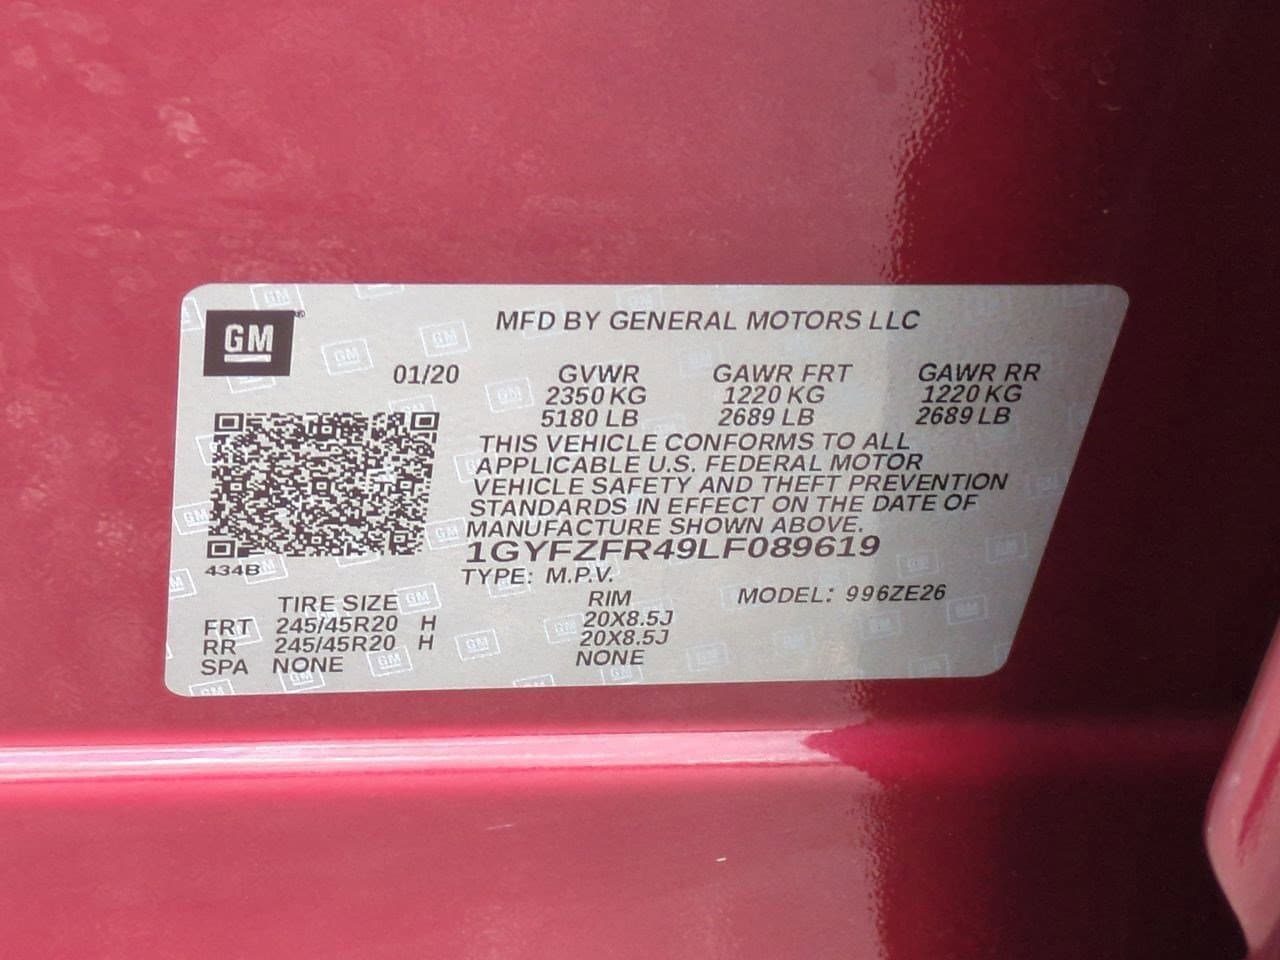 GM
MFD BY GENERAL MOTORS LLC
01/20 GVWR GAWR FRT GAWR RR
2350 KG 1220 KG 1220 KG
5180 LB 2689 LB 2689 LB
THIS VEHICLE CONFORMS TO ALL
APPLICABLE U.S. FEDERAL MOTOR
VEHICLE SAFETY AND THEFT PREVENTION
STANDARDS IN EFFECT ON THE DATE OF
MANUFACTURE SHOWN ABOVE.
1GYFZFR49LF089619
434B
TYPE: M.P.V.
TIRE SIZE RIM MODEL: 996ZE26
FRT 245/45R20 H 20X8.5J
RR 245/45R20 H 20X8.5J
SPA NONE NONE